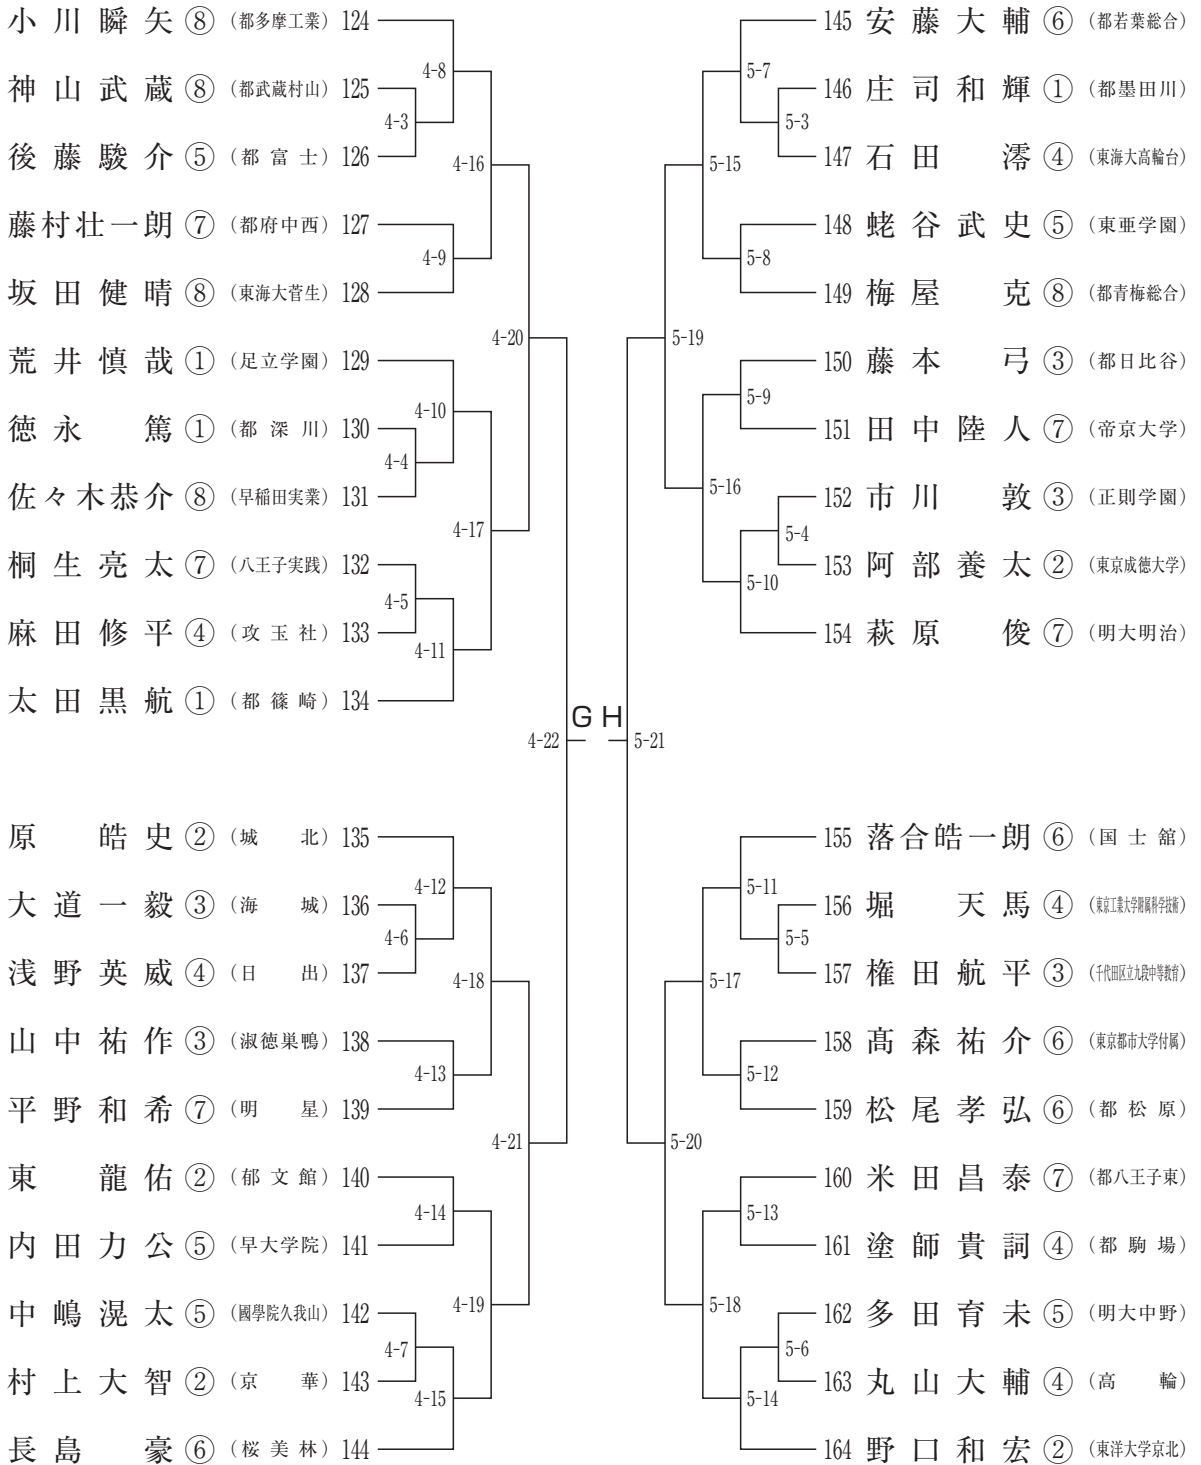 小川瞬矢⑧(都多摩工業) 124
神山武蔵⑧(都武蔵村山) 125
後藤駿介⑤(都富士) 126
藤村壮一朗⑦(都府中西) 127
坂田健晴⑧(東海大菅生) 128
荒井慎哉①(足立学園) 129
徳永篤①(都深川) 130
佐々木恭介⑧(早稲田実業) 131
桐生亮太⑦(八王子実践) 132
麻田修平④(攻玉社) 133
太田黒航①(都篠崎) 134
4-8
4-3
4-16
4-9
4-20
4-10
4-4
4-17
4-5
4-11
4-22
G H
原皓史②(城北) 135
大道一毅③(海城) 136
浅野英威④(日出) 137
山中祐作③(淑徳巣鴨) 138
平野和希⑦(明星) 139
東龍佑②(郁文館) 140
内田力公⑤(早大学院) 141
中嶋滉太⑤(國學院久我山) 142
村上大智②(京華) 143
長島豪⑥(桜美林) 144
4-12
4-6
4-18
4-13
4-21
4-14
4-19
4-7
4-15
145 安藤大輔⑥(都若葉総合)
146 庄司和輝①(都墨田川)
147 石田澪④(東海大高輪台)
148 蛯谷武史⑤(東亜学園)
149 梅屋克⑧(都青梅総合)
150 藤本弓③(都日比谷)
151 田中陸人⑦(帝京大学)
152 市川敦③(正則学園)
153 阿部養太②(東京成徳大学)
154 萩原俊⑦(明大明治)
5-7
5-3
5-15
5-8
5-19
5-9
5-16
5-4
5-10
5-21
155 落合皓一朗⑥(国士舘)
156 堀天馬④(東京工業大学附属科学技術)
157 権田航平③(千代田区立九段中等教育)
158 髙森祐介⑥(東京都市大学付属)
159 松尾孝弘⑥(都松原)
160 米田昌泰⑦(都八王子東)
161 塗師貴詞④(都駒場)
162 多田育未⑤(明大中野)
163 丸山大輔④(高輪)
164 野口和宏②(東洋大学京北)
5-11
5-5
5-17
5-12
5-20
5-13
5-18
5-6
5-14